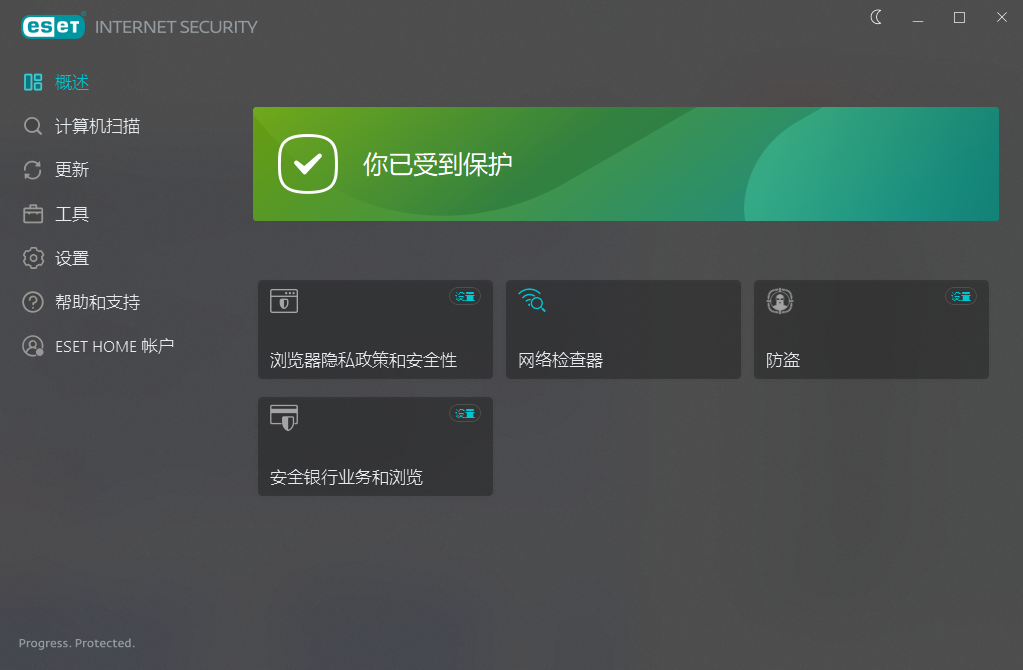 eset INTERNET SECURITY
概述
计算机扫描
更新
工具
设置
帮助和支持
ESET HOME 帐户
你已受到保护
设置
浏览器隐私政策和安全性
网络检查器
设置
防盗
设置
安全银行业务和浏览
Progress. Protected.